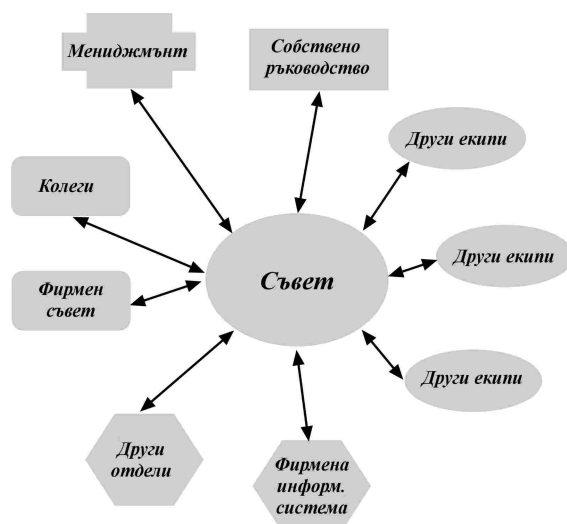 Мениджмънт
Собствено
ръководство
Други екипи
Колеги
Други екипи
Съвет
Фирмен
съвет
Други екипи
Други
отдели
Фирмена
информ.
система